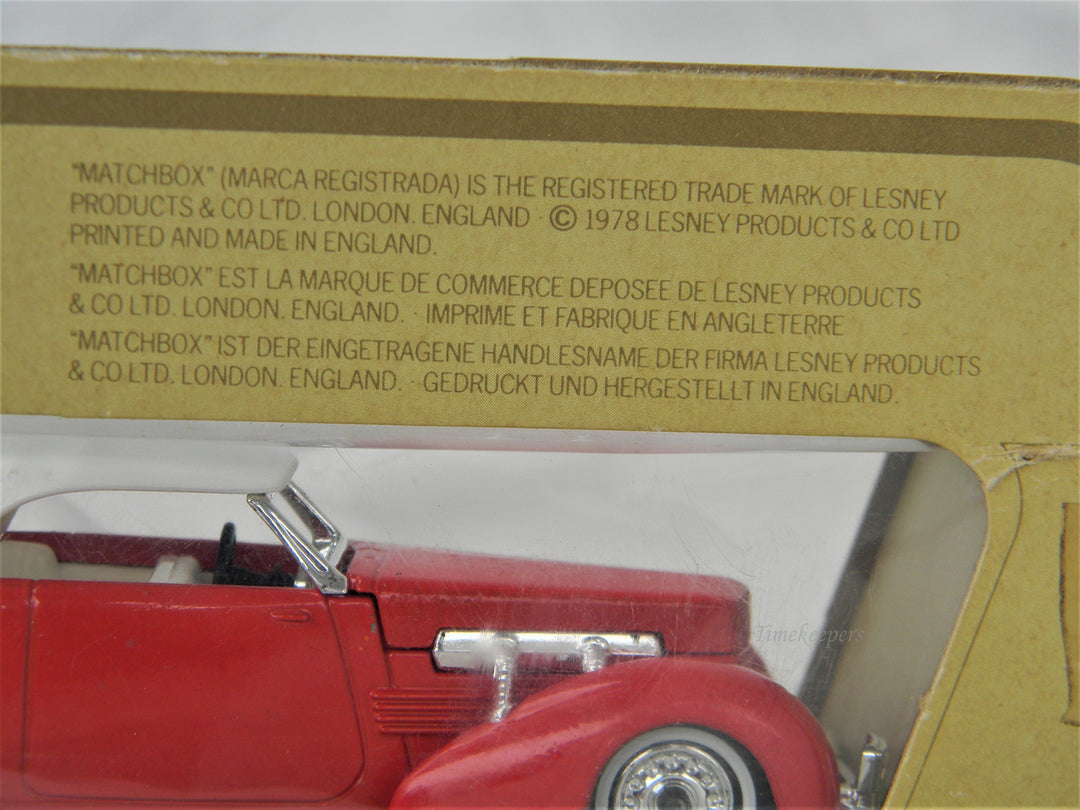 "MATCHBOX" (MARCA REGISTRADA) IS THE REGISTERED TRADE MARK OF LESNEY
PRODUCTS & CO LTD. LONDON. ENGLAND · © 1978 LESNEY PRODUCTS & CO LTD
PRINTED AND MADE IN ENGLAND.
"MATCHBOX" EST LA MARQUE DE COMMERCE DEPOSEE DE LESNEY PRODUCTS
& CO LTD. LONDON. ENGLAND. · IMPRIME ET FABRIQUE EN ANGLETERRE
"MATCHBOX" IST DER EINGETRAGENE HANDLESNAME DER FIRMA LESNEY PRODUCTS
& CO LTD. LONDON. ENGLAND. · GEDRUCKT UND HERGESTELLT IN ENGLAND.
Timekeepers